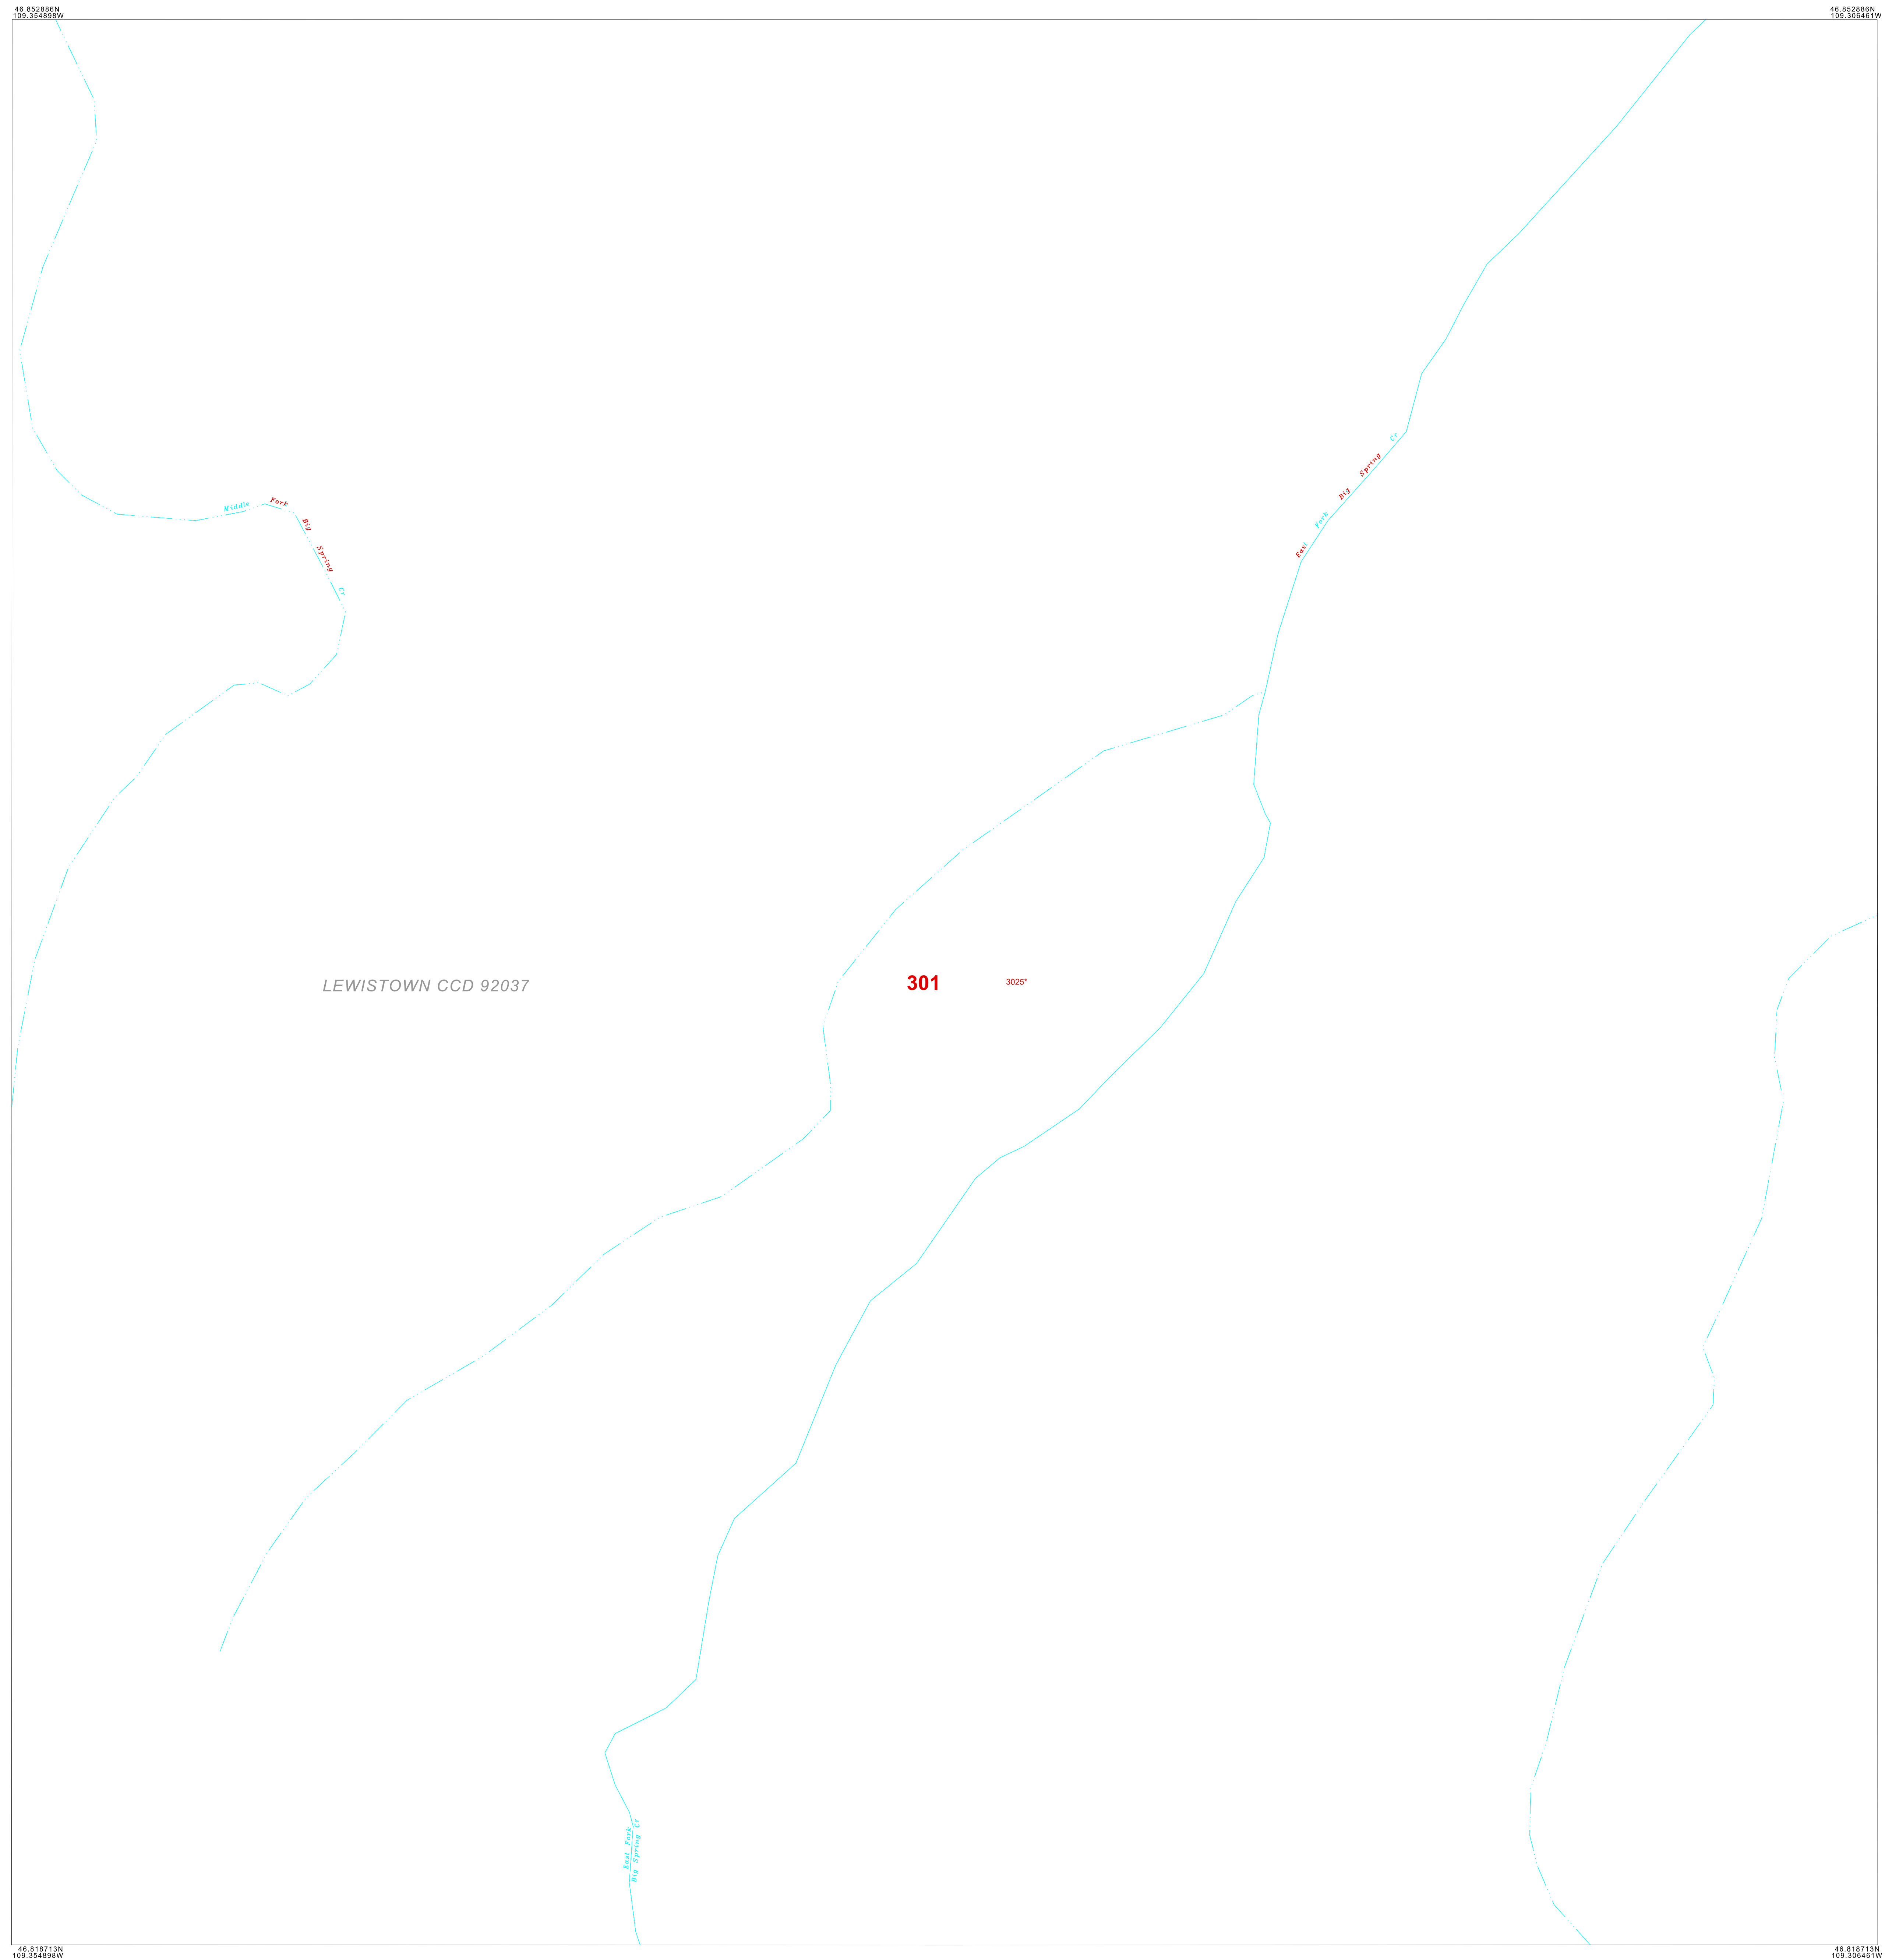 46.852886N
109.354898W
46.852886N
109.306461W
East Fork Big Spring Cr
Middle Fork Big Spring Cr
LEWISTOWN CCD 92037
301
3025*
East Fork
Big Spring Cr
46.818713N
109.354898W
46.818713N
109.306461W